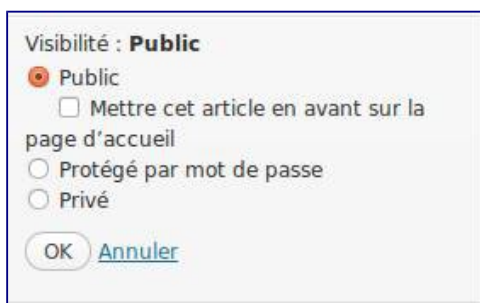 Visibilité : Public
Public
Mettre cet article en avant sur la
page d’accueil
Protégé par mot de passe
Privé
OK Annuler